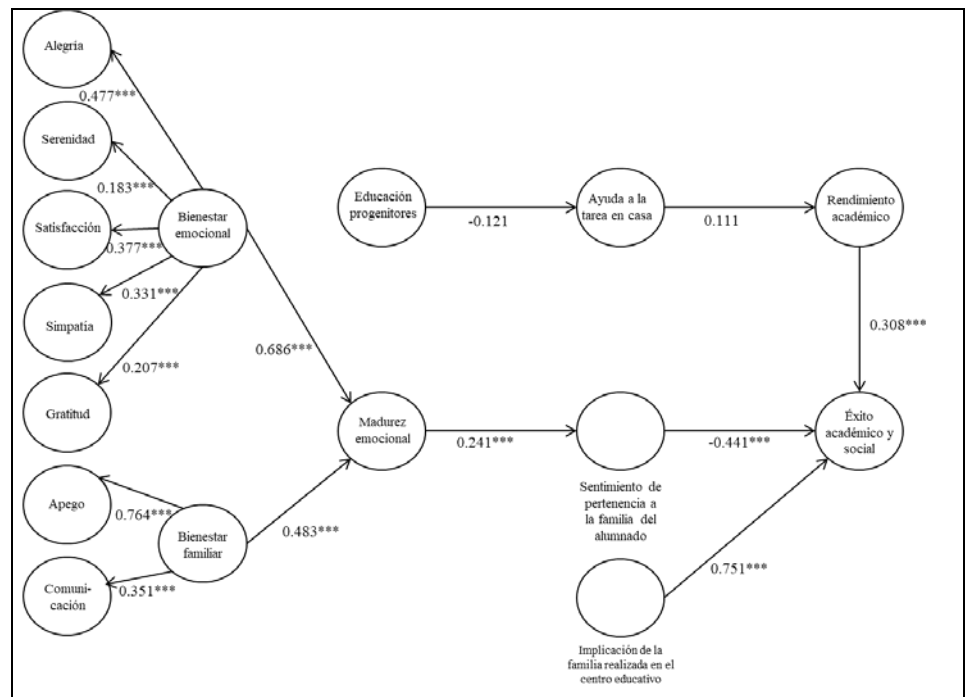 Alegría
0.477***
Serenidad
0.183***
Satisfacción
0.377***
Simpatía
0.331***
Gratitud
0.207***
Bienestar
emocional
0.686***
Apego
0.764***
Comuni-
cación
0.351***
Bienestar
familiar
0.483***
Madurez
emocional
0.241***
Educación
progenitores
-0.121
Ayuda a la
tarea en casa
0.111
Rendimiento
académico
0.308***
Sentimiento de
pertenencia a
la familia del
alumnado
-0.441***
Éxito
académico y
social
0.751***
Implicación de la
familia realizada en el
centro educativo